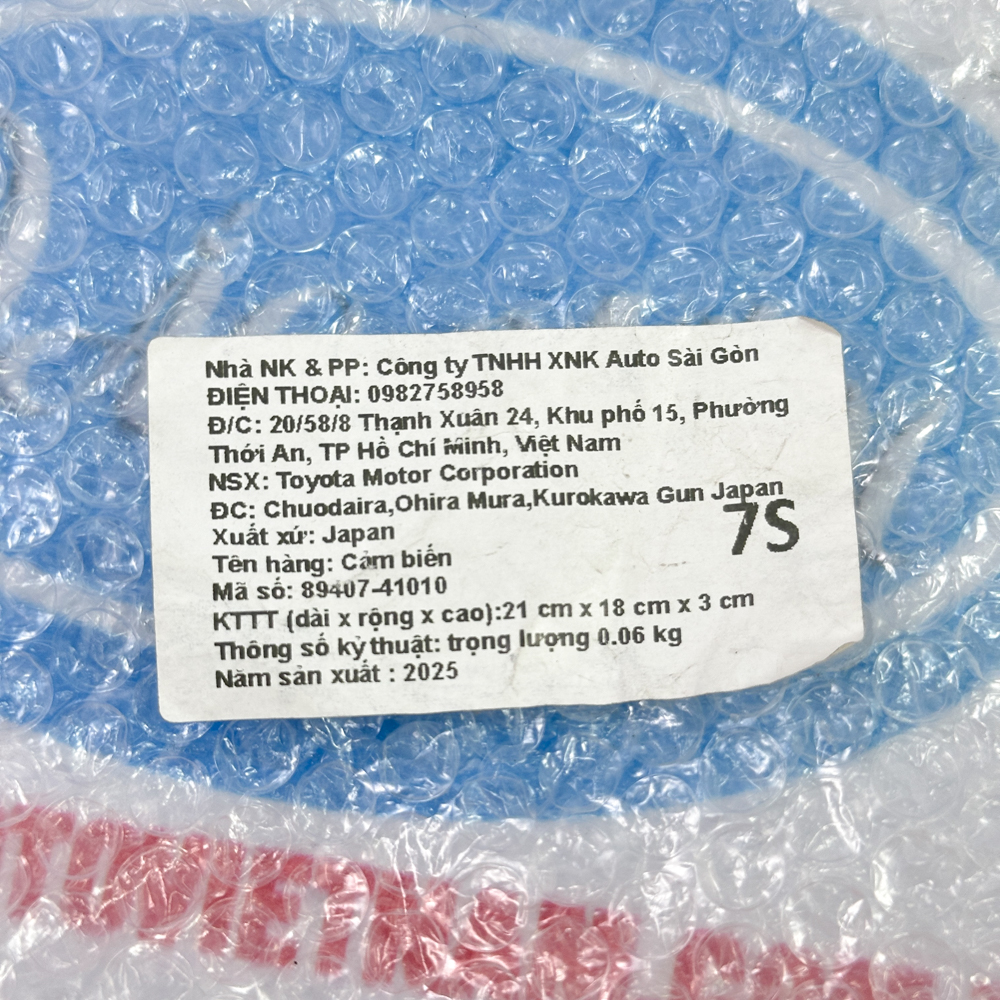 Nhà NK & PP: Công ty TNHH XNK Auto Sài Gòn
ĐIỆN THOẠI: 0982758958
Đ/C: 20/58/8 Thạnh Xuân 24, Khu phố 15, Phường
Thới An, TP Hồ Chí Minh, Việt Nam
NSX: Toyota Motor Corporation
ĐC: Chuodaira,Ohira Mura,Kurokawa Gun Japan
7S
Xuất xứ: Japan
Tên hàng: Cảm biến
Mã số: 89407-41010
KTTT (dài x rộng x cao):21 cm x 18 cm x 3 cm
Thông số kỹ thuật: trọng lượng 0.06 kg
Năm sản xuất : 2025